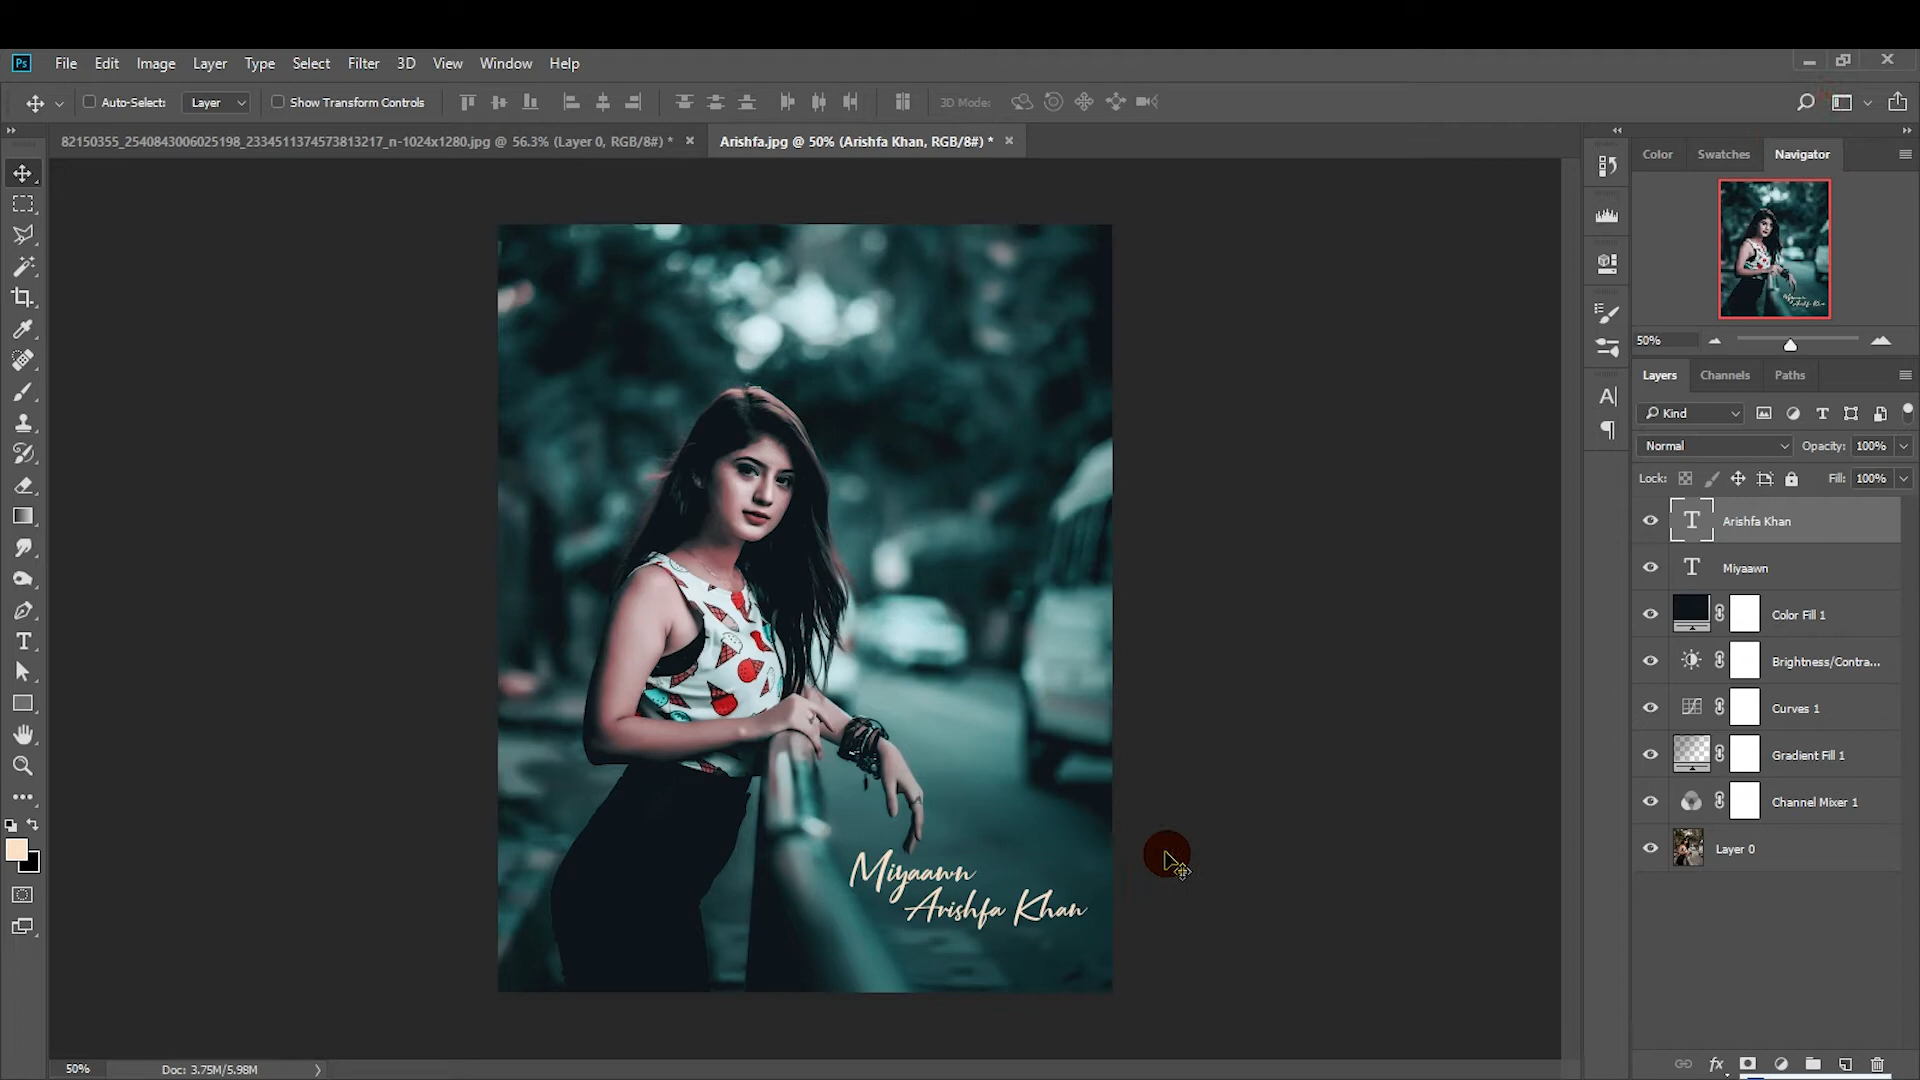 Ps File Edit Image Layer Type Select Filter 3D View Window Help
Auto-Select: Layer Show Transform Controls 3D Mode:
82150355_2540843006025198_2334511374573813217_n-1024x1280.jpg @ 56.3% (Layer 0, RGB/8#) * Arishfa.jpg @ 50% (Arishfa Khan, RGB/8#) *
Color Swatches Navigator
50%
Layers Channels Paths
Kind
Normal Opacity: 100%
Lock: Fill: 100%
Arishfa Khan
Miyaawn
Color Fill 1
Brightness/Contra...
Curves 1
Gradient Fill 1
Channel Mixer 1
Layer 0
Miyaawn
Arishfa Khan
50% Doc: 3.75M/5.98M